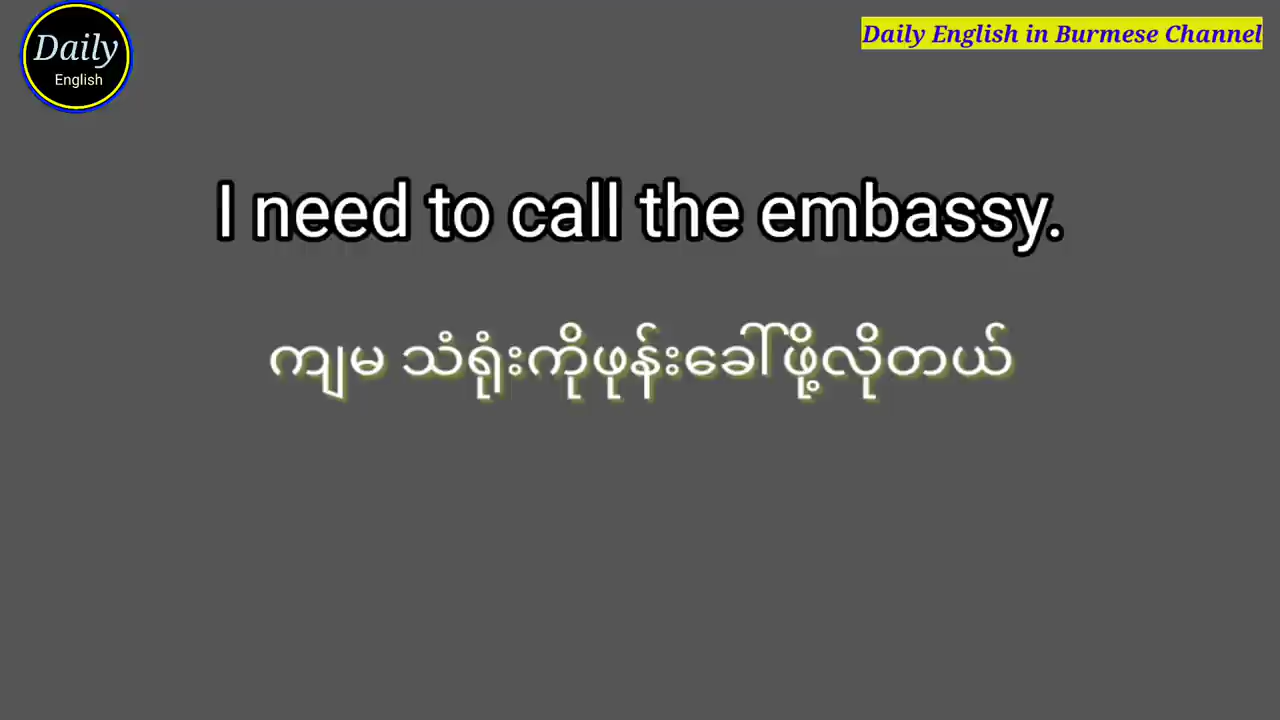 Daily
English
Daily English in Burmese Channel
I need to call the embassy.
ကျမ သံရုံးကိုဖုန်းခေါ်ဖို့လိုတယ်